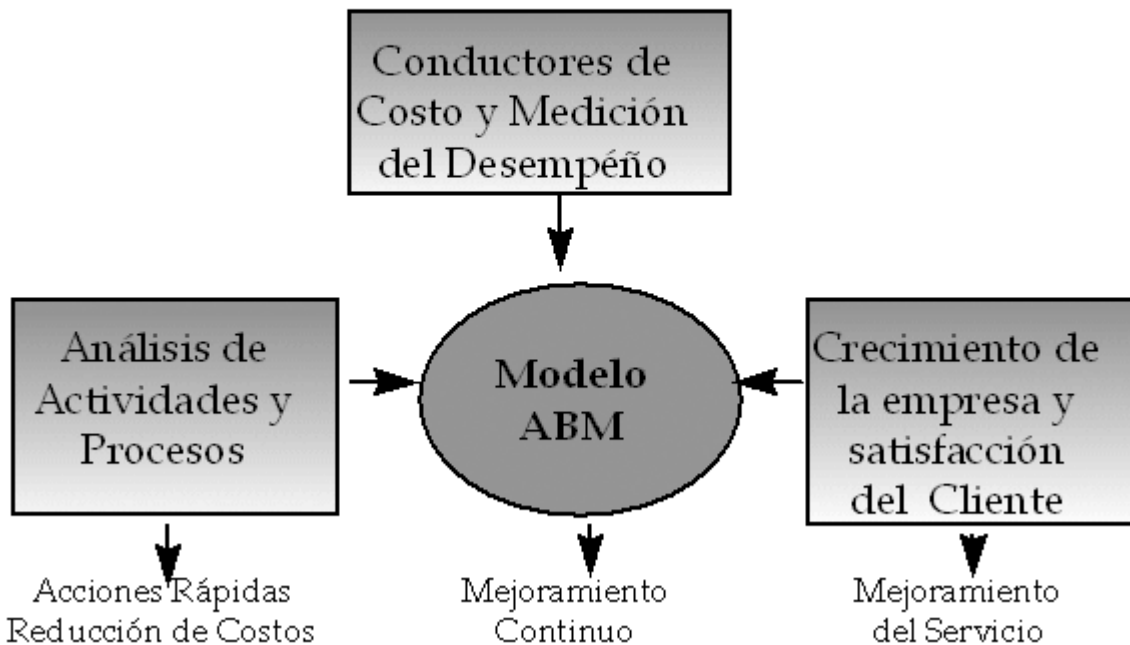 Conductores de
Costo y Medición
del Desempéño
Análisis de
Actividades y
Procesos
Modelo
ABM
Crecimiento de
la empresa y
satisfacción
del Cliente
Acciones Rápidas
Reducción de Costos
Mejoramiento
Continuo
Mejoramiento
del Servicio